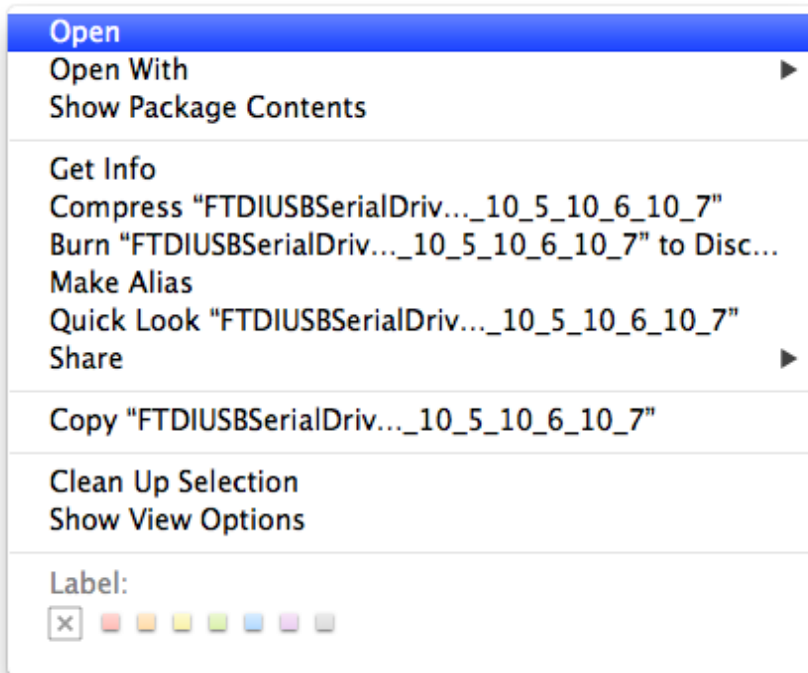 Open
Open With
Show Package Contents
Get Info
Compress “FTDIUSBSerialDriv..._10_5_10_6_10_7”
Burn “FTDIUSBSerialDriv..._10_5_10_6_10_7” to Disc...
Make Alias
Quick Look “FTDIUSBSerialDriv..._10_5_10_6_10_7”
Share
Copy “FTDIUSBSerialDriv..._10_5_10_6_10_7”
Clean Up Selection
Show View Options
Label: